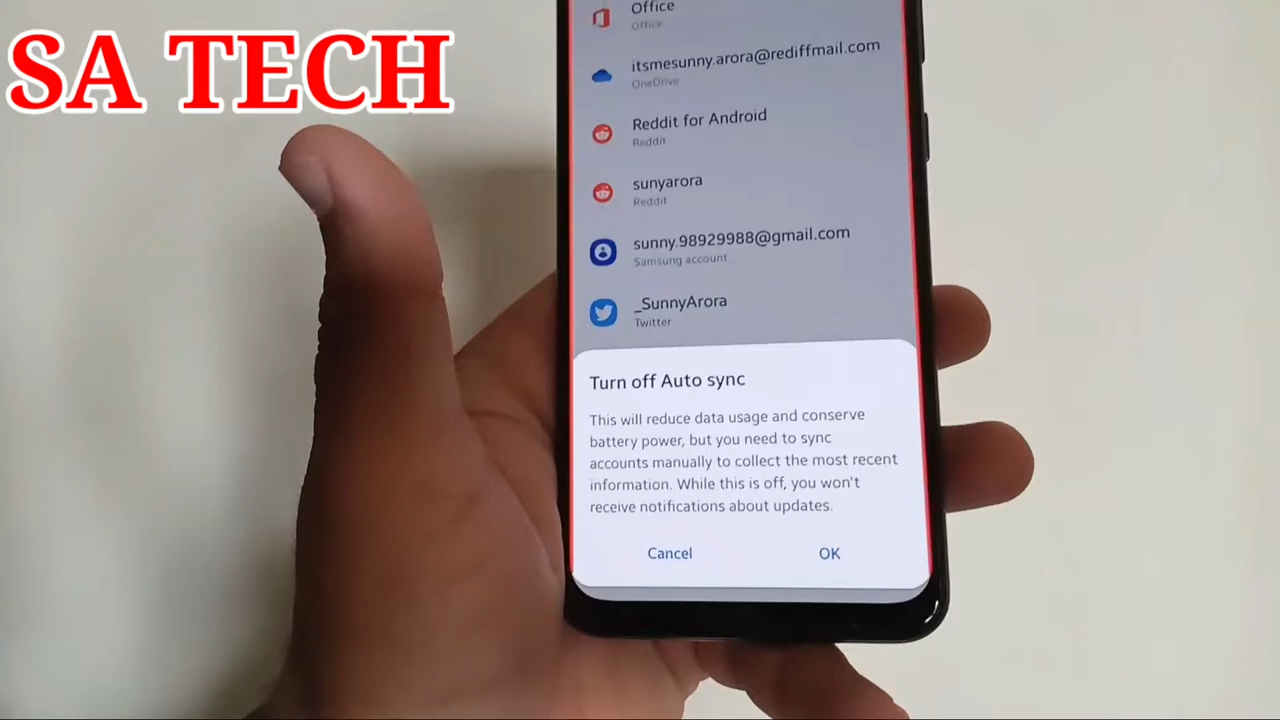 SA TECH
Office
Office
itsmesunny.arora@rediffmail.com
OneDrive
Reddit for Android
Reddit
sunyarora
Reddit
sunny.98929988@gmail.com
Samsung account
_SunnyArora
Twitter
Turn off Auto sync
This will reduce data usage and conserve
battery power, but you need to sync
accounts manually to collect the most recent
information. While this is off, you won't
receive notifications about updates.
Cancel OK